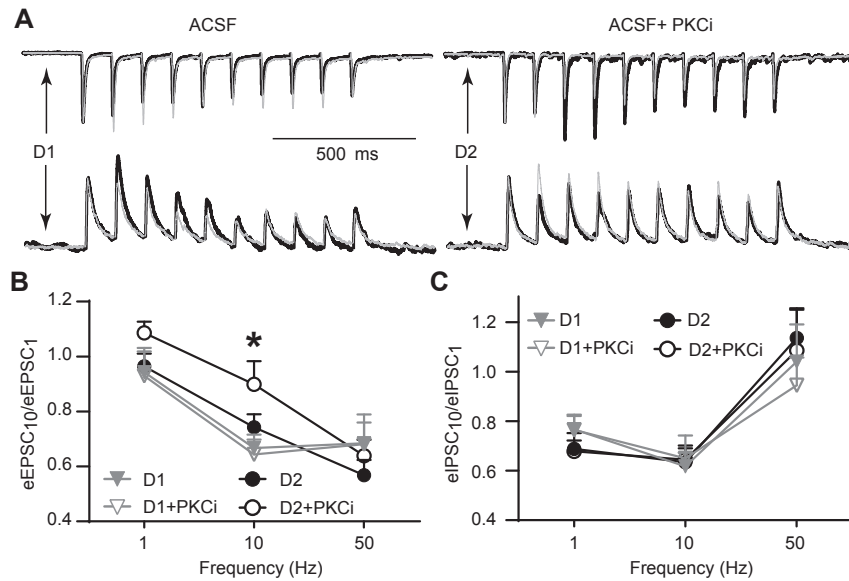 A
ACSF
ACSF+ PKCi
D1
500 ms
D2
B
eEPSC10/eEPSC1
1.2
1.0
0.8
0.6
0.4
*
D1
D2
D1+PKCi
D2+PKCi
1
10
50
Frequency (Hz)
C
eIPSC10/eIPSC1
1.2
1.0
0.8
0.6
0.4
D1
D2
D1+PKCi
D2+PKCi
1
10
50
Frequency (Hz)